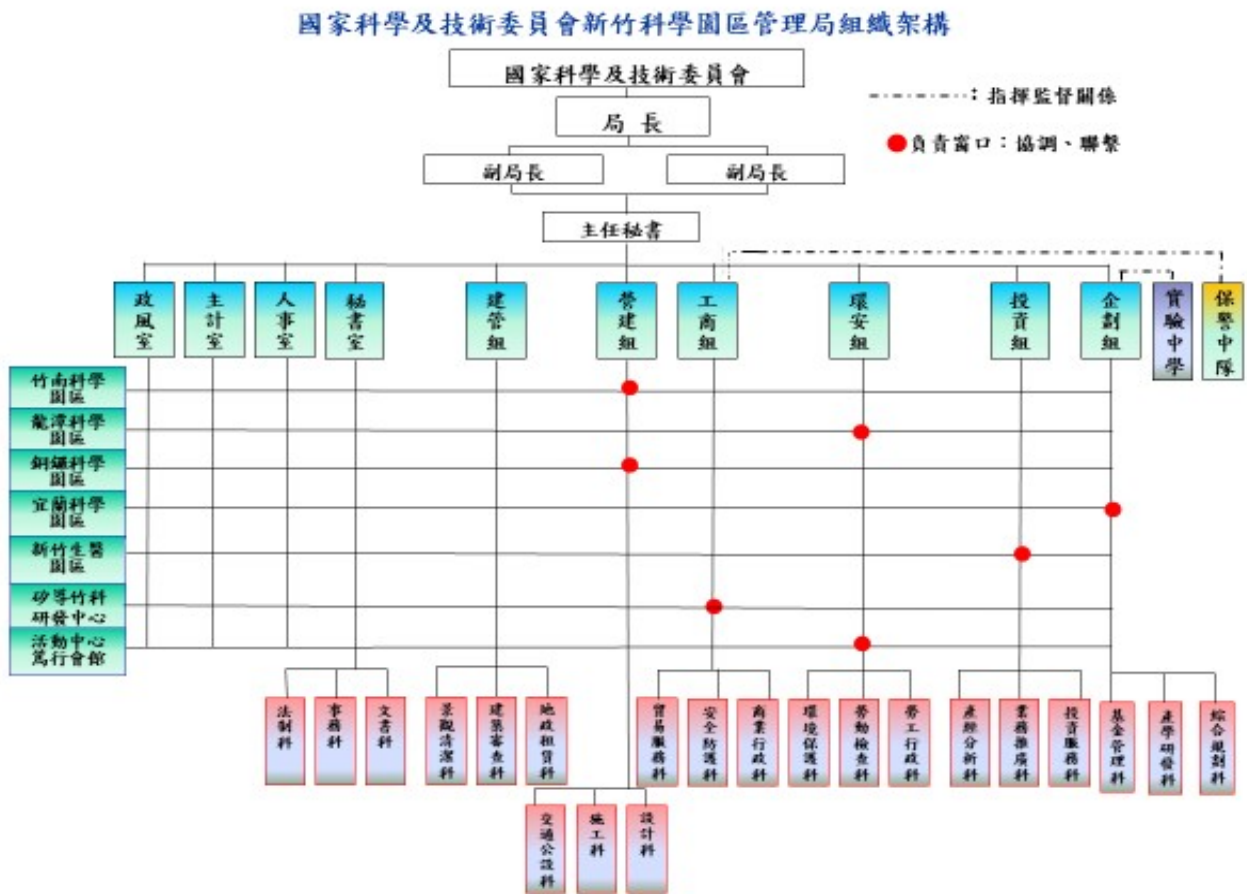 國家科學及技術委員會新竹科學園區管理局組織架構
國家科學及技術委員會
局 長
副局長
副局長
主任秘書
：指揮監督關係
負責窗口：協調、聯繫
政風室
主計室
人事室
秘書室
建管組
營建組
工商組
環安組
投資組
企劃組
實驗中學
保警中隊
竹南科學
園區
龍潭科學
園區
銅鑼科學
園區
宜蘭科學
園區
新竹生醫
園區
矽導竹科
研發中心
活動中心
篤行會館
法制科
事務科
文書科
景觀清潔科
建築審查科
地政租賃科
貿易服務科
安全防護科
商業行政科
環境保護科
勞動檢查科
勞工行政科
產經分析科
業務推廣科
投資服務科
基金管理科
產學研發科
綜合規劃科
交通公設科
施工科
設計科